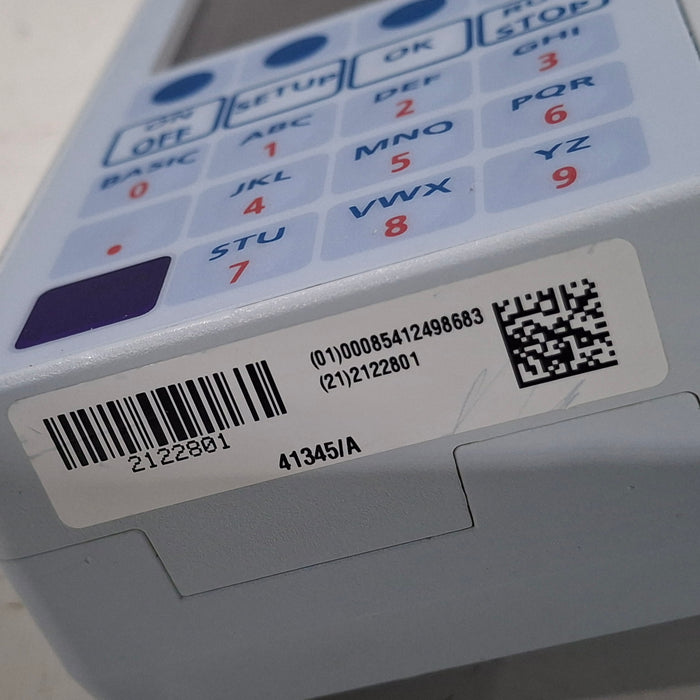 ON
OFF
SETUP
OK
STOP
BASIC
0
ABC
1
DEF
2
GHI
3
.
JKL
4
MNO
5
PQR
6
STU
7
VWX
8
YZ
9
(01)00085412498683
(21)2122801
2122801
41345/A